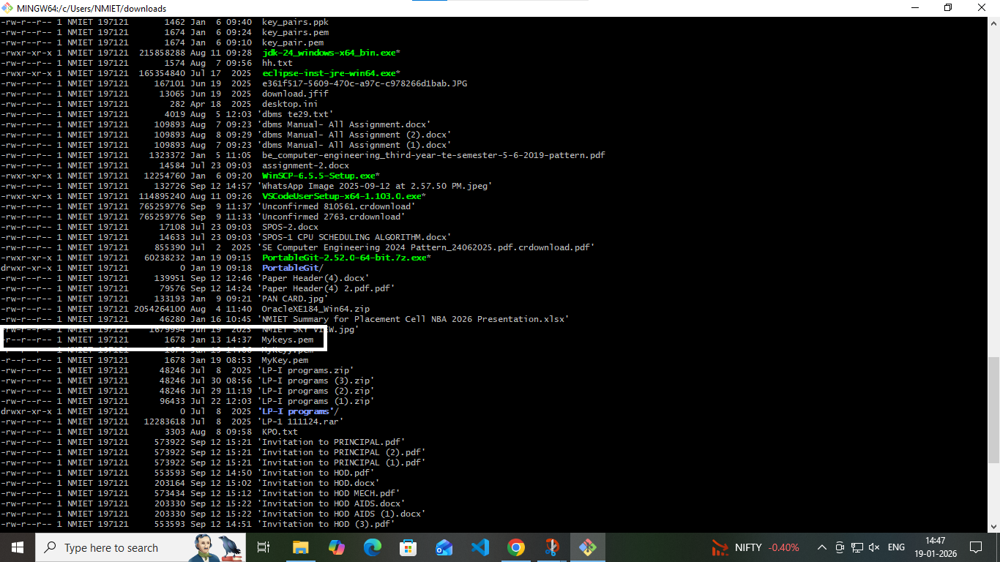 MINGW64:/c/Users/NMIET/downloads
-rw-r--r-- 1 NMIET 197121 1462 Jan 6 09:40 key_pairs.ppk
-rw-r--r-- 1 NMIET 197121 1674 Jan 6 09:24 key_pairs.pem
-rw-r--r-- 1 NMIET 197121 1674 Jan 6 09:10 key_pair.pem
-rwxr-xr-x 1 NMIET 197121 215858288 Aug 11 09:28 jdk-24_windows-x64_bin.exe*
-rw-r--r-- 1 NMIET 197121 1574 Aug 7 09:56 hh.txt
-rwxr-xr-x 1 NMIET 197121 165354840 Jul 17 2025 eclipse-inst-jre-win64.exe*
-rw-r--r-- 1 NMIET 197121 167101 Jun 19 2025 e361f517-5609-470c-a97c-c978266d1bab.JPG
-rw-r--r-- 1 NMIET 197121 13065 Jun 19 2025 download.jfif
-rw-r--r-- 1 NMIET 197121 282 Apr 18 2025 desktop.ini
-rw-r--r-- 1 NMIET 197121 4019 Aug 5 12:03 'dbms te29.txt'
-rw-r--r-- 1 NMIET 197121 109893 Aug 7 09:23 'dbms Manual- All Assignment.docx'
-rw-r--r-- 1 NMIET 197121 109893 Aug 8 09:29 'dbms Manual- All Assignment (2).docx'
-rw-r--r-- 1 NMIET 197121 109893 Aug 7 09:23 'dbms Manual- All Assignment (1).docx'
-rw-r--r-- 1 NMIET 197121 1323372 Jan 5 11:05 be_computer-engineering_third-year-te-semester-5-6-2019-pattern.pdf
-rw-r--r-- 1 NMIET 197121 14584 Jul 23 09:03 assignment-2.docx
-rwxr-xr-x 1 NMIET 197121 12254760 Jan 6 09:20 WinSCP-6.5.5-Setup.exe*
-rw-r--r-- 1 NMIET 197121 132726 Sep 12 14:57 'WhatsApp Image 2025-09-12 at 2.57.50 PM.jpeg'
-rwxr-xr-x 1 NMIET 197121 114895240 Aug 11 09:26 VSCodeUserSetup-x64-1.103.0.exe*
-rw-r--r-- 1 NMIET 197121 765259776 Sep 9 11:37 'Unconfirmed 810561.crdownload'
-rw-r--r-- 1 NMIET 197121 765259776 Sep 9 11:33 'Unconfirmed 2763.crdownload'
-rw-r--r-- 1 NMIET 197121 17108 Jul 23 09:03 SPOS-2.docx
-rw-r--r-- 1 NMIET 197121 14633 Jul 23 09:03 'SPOS-1 CPU SCHEDULING ALGORITHM.docx'
-rw-r--r-- 1 NMIET 197121 855390 Jul 2 2025 'SE Computer Engineering 2024 Pattern_24062025.pdf.crdownload.pdf'
-rwxr-xr-x 1 NMIET 197121 60238232 Jan 19 09:15 PortableGit-2.52.0-64-bit.7z.exe*
drwxr-xr-x 1 NMIET 197121 0 Jan 19 09:18 PortableGit/
-rw-r--r-- 1 NMIET 197121 139951 Sep 12 12:46 'Paper Header(4).docx'
-rw-r--r-- 1 NMIET 197121 79576 Sep 12 14:24 'Paper Header(4) 2.pdf.pdf'
-rw-r--r-- 1 NMIET 197121 133193 Jan 9 09:21 'PAN CARD.jpg'
-rw-r--r-- 1 NMIET 197121 2054264100 Aug 4 11:40 OracleXE184_Win64.zip
-rw-r--r-- 1 NMIET 197121 46280 Jan 16 10:45 'NMIET Summary for Placement Cell NBA 2026 Presentation.xlsx'
-rw-r--r-- 1 NMIET 197121 1679994 Jun 19 2025 'NMIET SKY VIEW.jpg'
-r--r--r-- 1 NMIET 197121 1678 Jan 13 14:37 Mykeys.pem
MyKeyy.pem
-r--r--r-- 1 NMIET 197121 1678 Jan 19 08:53 MyKey.pem
-rw-r--r-- 1 NMIET 197121 48246 Jul 8 2025 'LP-I programs.zip'
-rw-r--r-- 1 NMIET 197121 48246 Jul 30 08:56 'LP-I programs (3).zip'
-rw-r--r-- 1 NMIET 197121 48246 Jul 29 11:19 'LP-I programs (2).zip'
-rw-r--r-- 1 NMIET 197121 96433 Jul 22 12:03 'LP-I programs (1).zip'
drwxr-xr-x 1 NMIET 197121 0 Jul 8 2025 'LP-I programs'/
-rw-r--r-- 1 NMIET 197121 12283618 Jul 8 2025 'LP-1 111124.rar'
-rw-r--r-- 1 NMIET 197121 3303 Aug 8 09:58 KPO.txt
-rw-r--r-- 1 NMIET 197121 573922 Sep 12 15:21 'Invitation to PRINCIPAL.pdf'
-rw-r--r-- 1 NMIET 197121 573922 Sep 12 15:21 'Invitation to PRINCIPAL (2).pdf'
-rw-r--r-- 1 NMIET 197121 573922 Sep 12 15:21 'Invitation to PRINCIPAL (1).pdf'
-rw-r--r-- 1 NMIET 197121 553593 Sep 12 14:50 'Invitation to HOD.pdf'
-rw-r--r-- 1 NMIET 197121 203164 Sep 12 15:02 'Invitation to HOD.docx'
-rw-r--r-- 1 NMIET 197121 573434 Sep 12 15:12 'Invitation to HOD MECH.pdf'
-rw-r--r-- 1 NMIET 197121 203330 Sep 12 15:22 'Invitation to HOD AIDS.docx'
-rw-r--r-- 1 NMIET 197121 203330 Sep 12 15:22 'Invitation to HOD AIDS (1).docx'
-rw-r--r-- 1 NMIET 197121 553593 Sep 12 14:51 'Invitation to HOD (3).pdf'
Type here to search
NIFTY -0.40%
ENG
14:47
19-01-2026